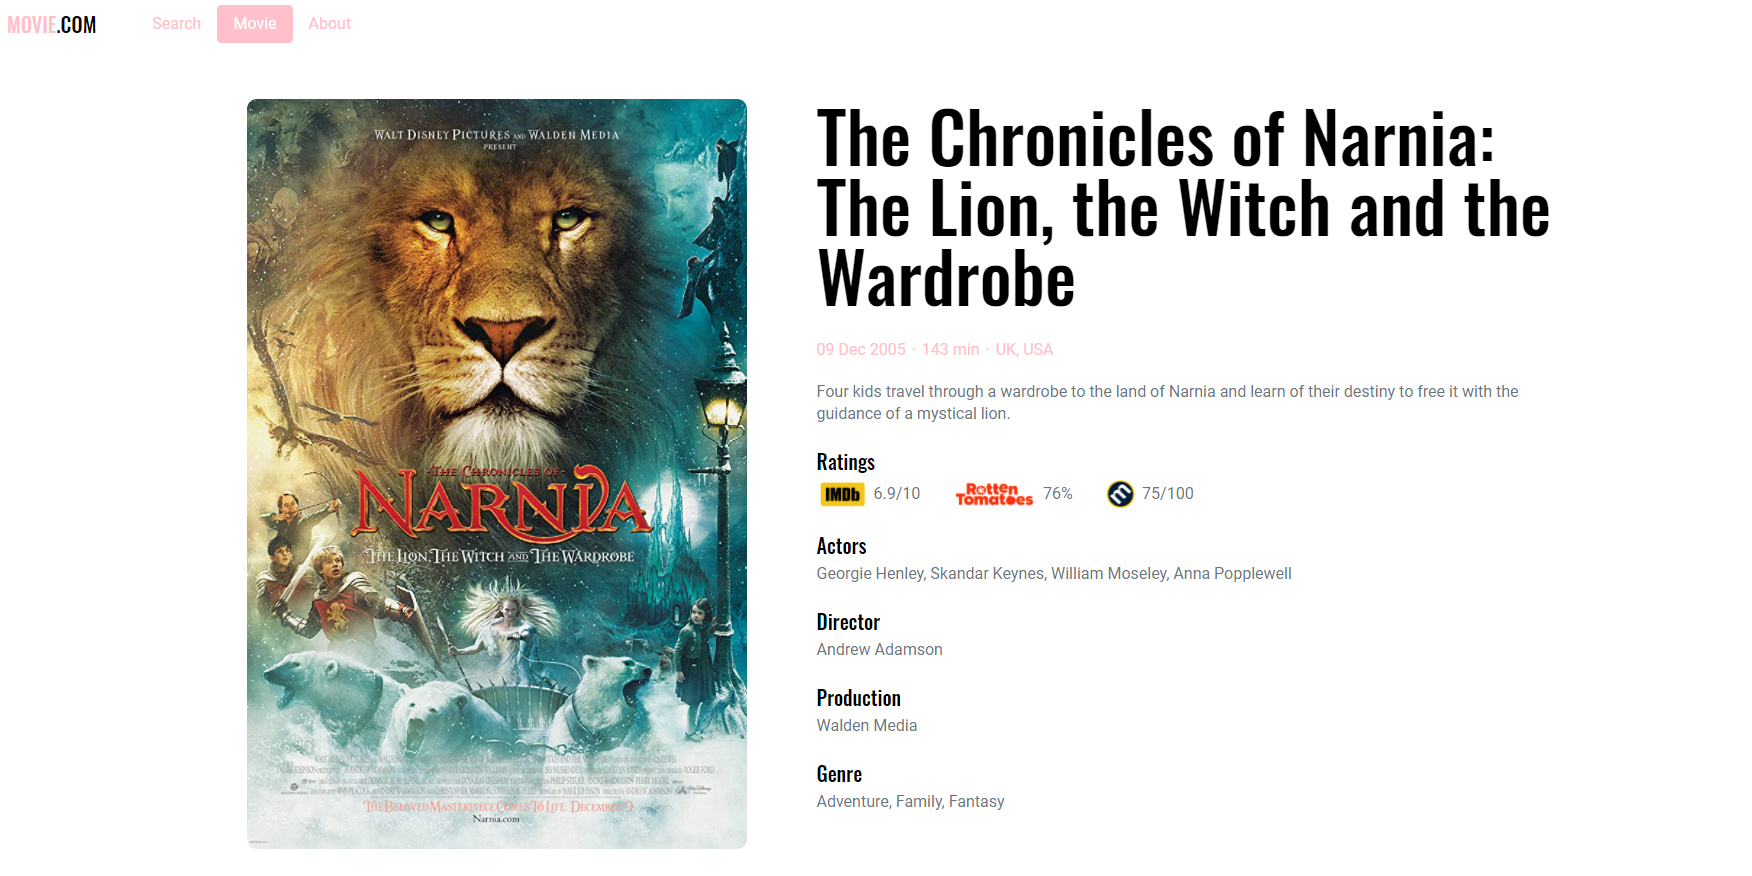 MOVIE.COM
Search
Movie
About
WALT DISNEY PICTURES AND WALDEN MEDIA
PRESENT
THE CHRONICLES OF
NARNIA
THE LION, THE WITCH AND THE WARDROBE
THE BELOVED MASTERPIECE COMES TO LIFE DECEMBER 9
Narnia.com
The Chronicles of Narnia:
The Lion, the Witch and the
Wardrobe
09 Dec 2005 · 143 min · UK, USA
Four kids travel through a wardrobe to the land of Narnia and learn of their destiny to free it with the
guidance of a mystical lion.
Ratings
IMDb 6.9/10 Rotten Tomatoes 76% m 75/100
Actors
Georgie Henley, Skandar Keynes, William Moseley, Anna Popplewell
Director
Andrew Adamson
Production
Walden Media
Genre
Adventure, Family, Fantasy